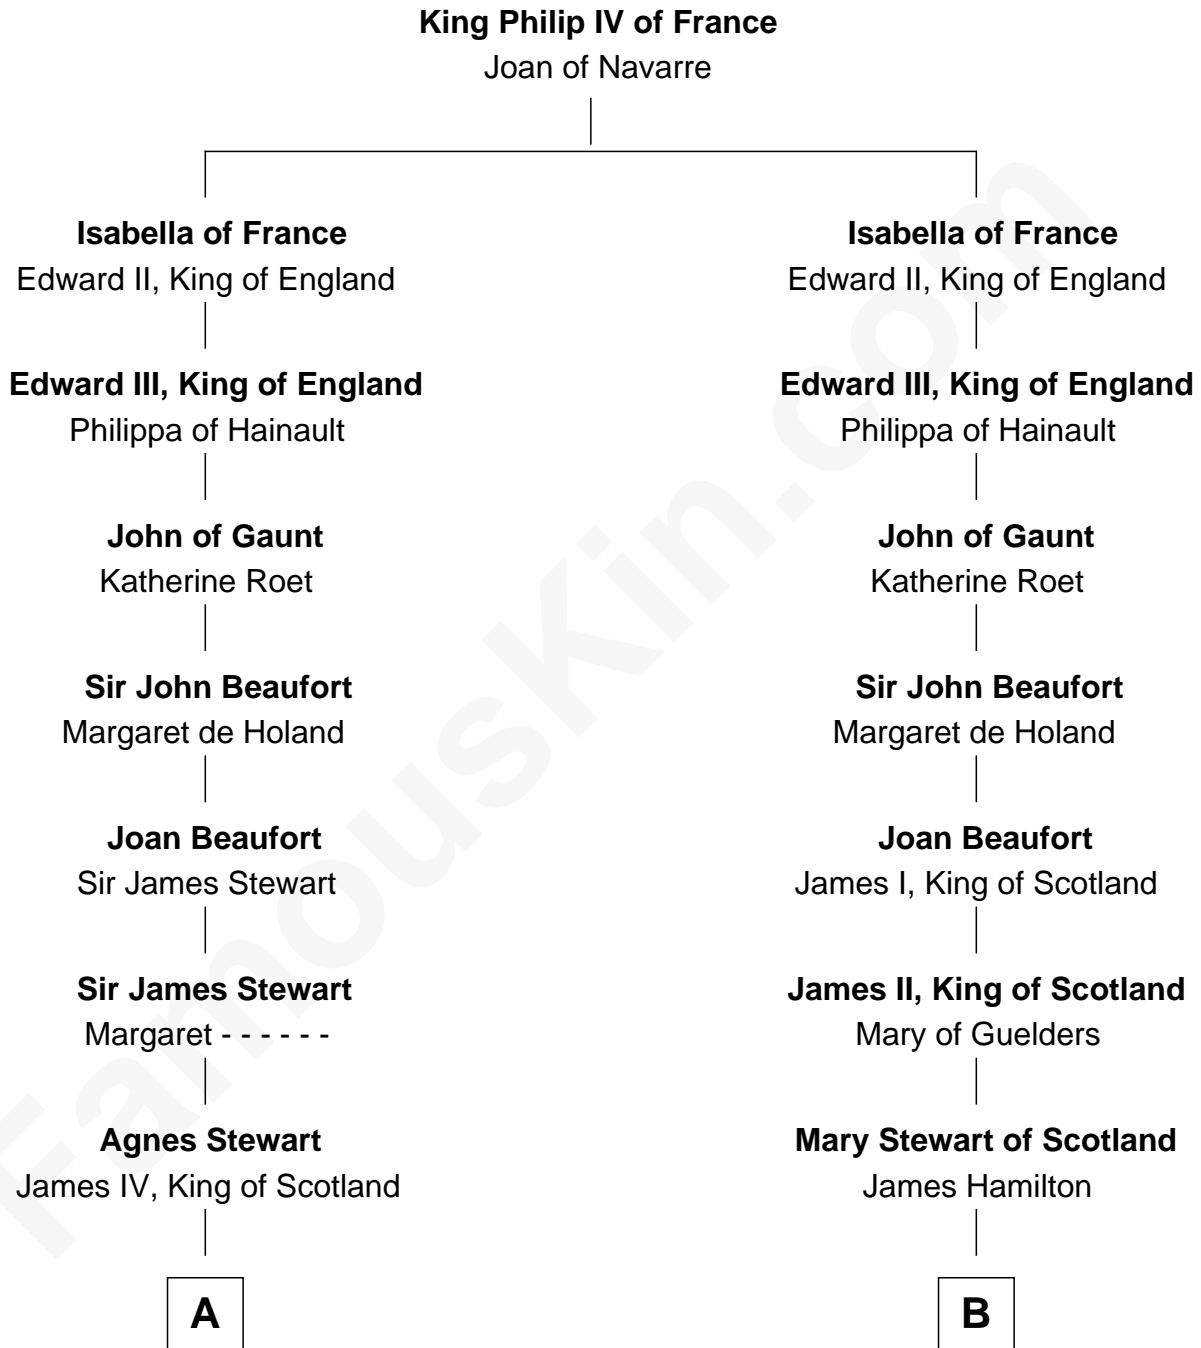 King Philip IV of France
Joan of Navarre
Isabella of France
Edward II, King of England
Edward III, King of England
Philippa of Hainault
John of Gaunt
Katherine Roet
Sir John Beaufort
Margaret de Holand
Joan Beaufort
Sir James Stewart
Sir James Stewart
Margaret - - - - - -
Agnes Stewart
James IV, King of Scotland
A
Isabella of France
Edward II, King of England
Edward III, King of England
Philippa of Hainault
John of Gaunt
Katherine Roet
Sir John Beaufort
Margaret de Holand
Joan Beaufort
James I, King of Scotland
James II, King of Scotland
Mary of Guelders
Mary Stewart of Scotland
James Hamilton
B
FamousKin.com